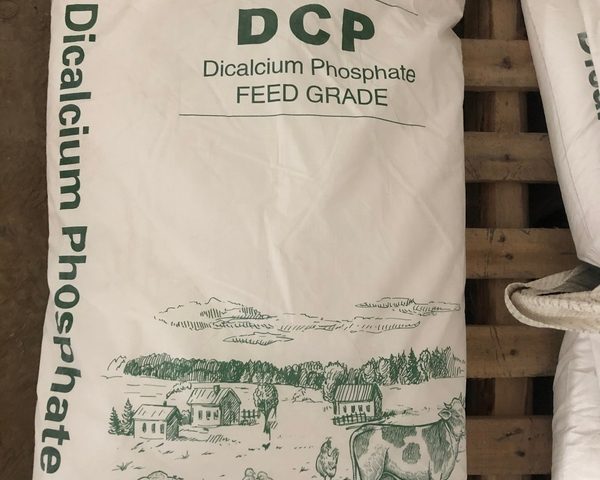 DCP
Dicalcium Phosphate
FEED GRADE
Dicalcium Phosphate